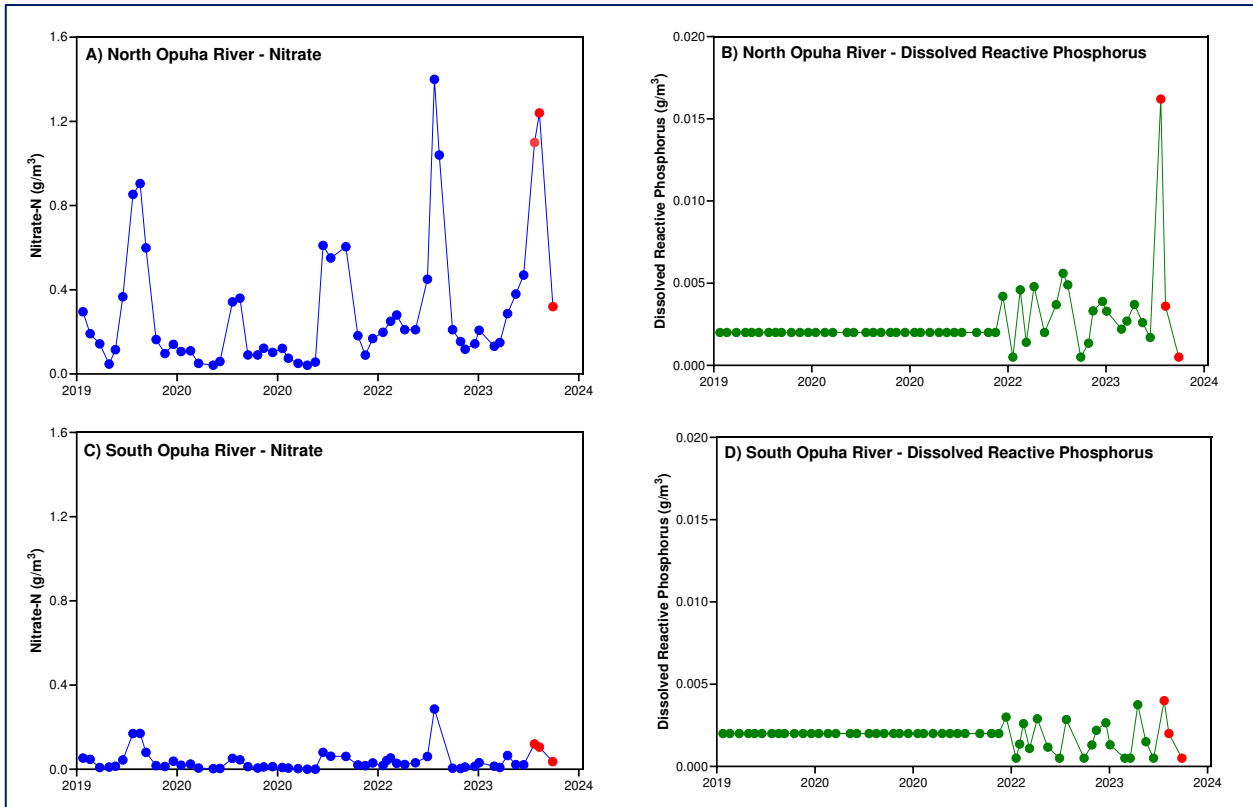 A) North Opuha River - Nitrate
Nitrate-N (g/m³)
1.6
1.2
0.8
0.4
0.0
2019 2020 2020 2022 2023 2024
B) North Opuha River - Dissolved Reactive Phosphorus
Dissolved Reactive Phosphorus (g/m³)
0.020
0.015
0.010
0.005
0.000
2019 2020 2020 2022 2023 2024
C) South Opuha River - Nitrate
Nitrate-N (g/m³)
1.6
1.2
0.8
0.4
0.0
2019 2020 2020 2022 2023 2024
D) South Opuha River - Dissolved Reactive Phosphorus
Dissolved Reactive Phosphorus (g/m³)
0.020
0.015
0.010
0.005
0.000
2019 2020 2020 2022 2023 2024